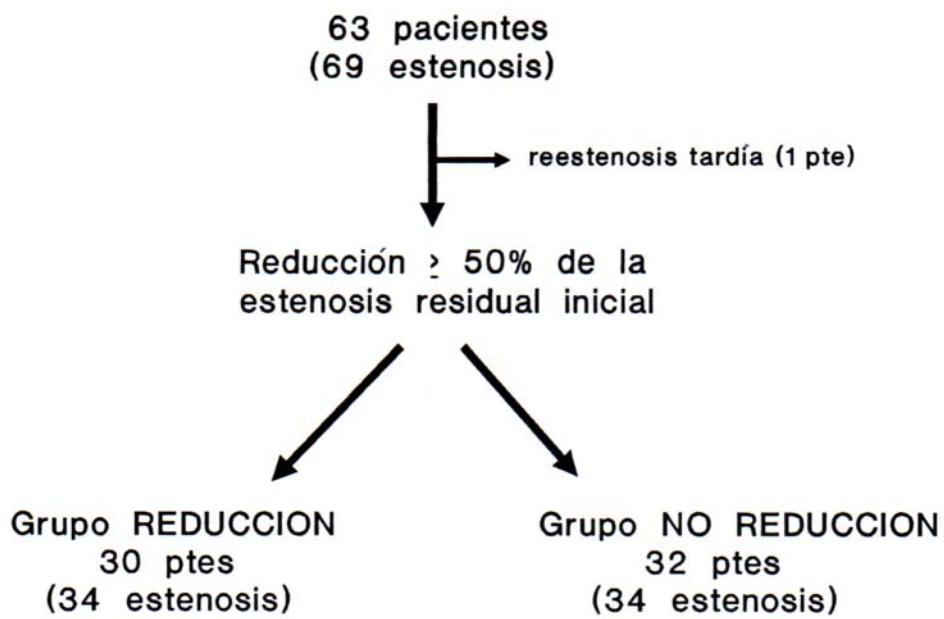 63 pacientes
(69 estenosis)
reestenosis tardía (1 pte)
Reducción ≥ 50% de la
estenosis residual inicial
Grupo REDUCCION
30 ptes
(34 estenosis)
Grupo NO REDUCCION
32 ptes
(34 estenosis)